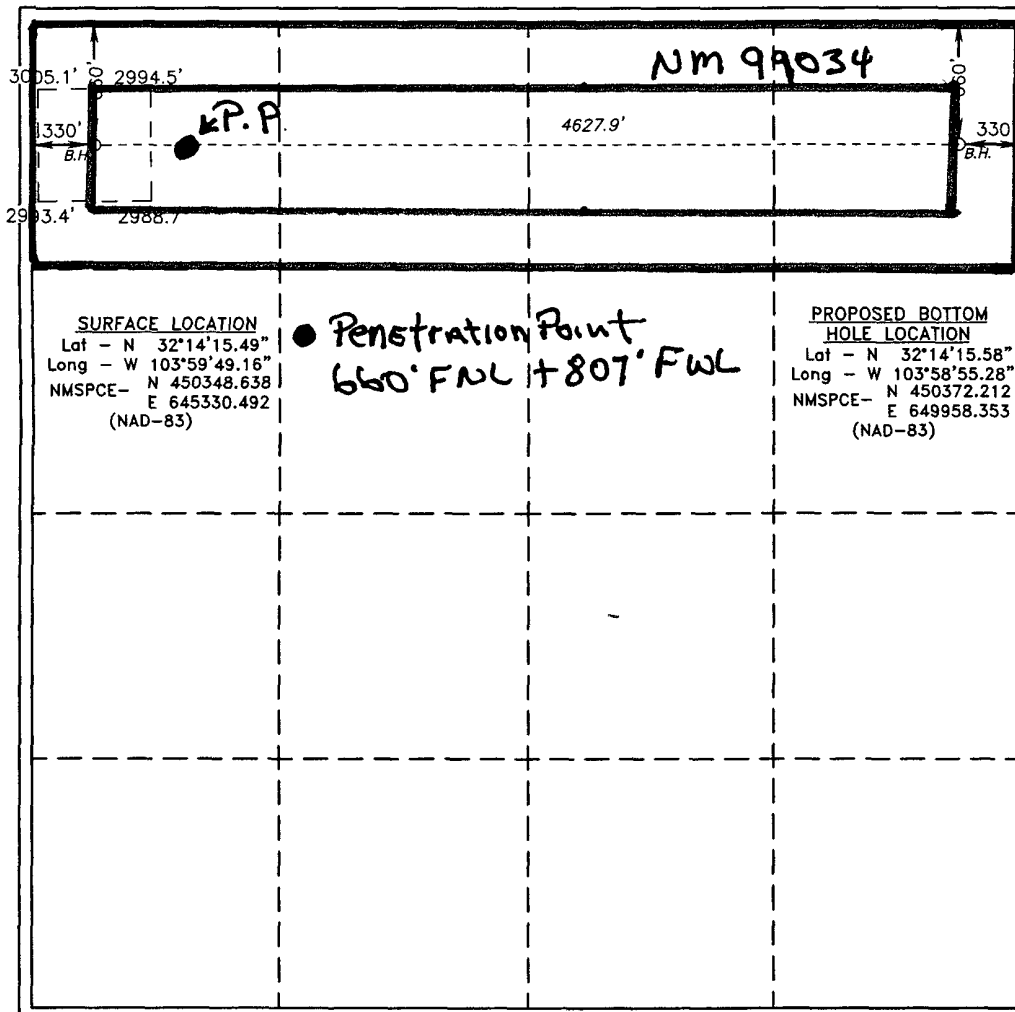 NM 99034
3005.1' 2994.5'
P.P.
330' 4627.9' 330'
B.H. B.H.
2993.4' 2988.7'
SURFACE LOCATION
Lat - N 32°14'15.49"
Long - W 103°59'49.16"
NMSPCE- N 450348.638
E 645330.492
(NAD-83)
Penetration Point
660' FNL + 807' FWL
PROPOSED BOTTOM
HOLE LOCATION
Lat - N 32°14'15.58"
Long - W 103°58'55.28"
NMSPCE- N 450372.212
E 649958.353
(NAD-83)